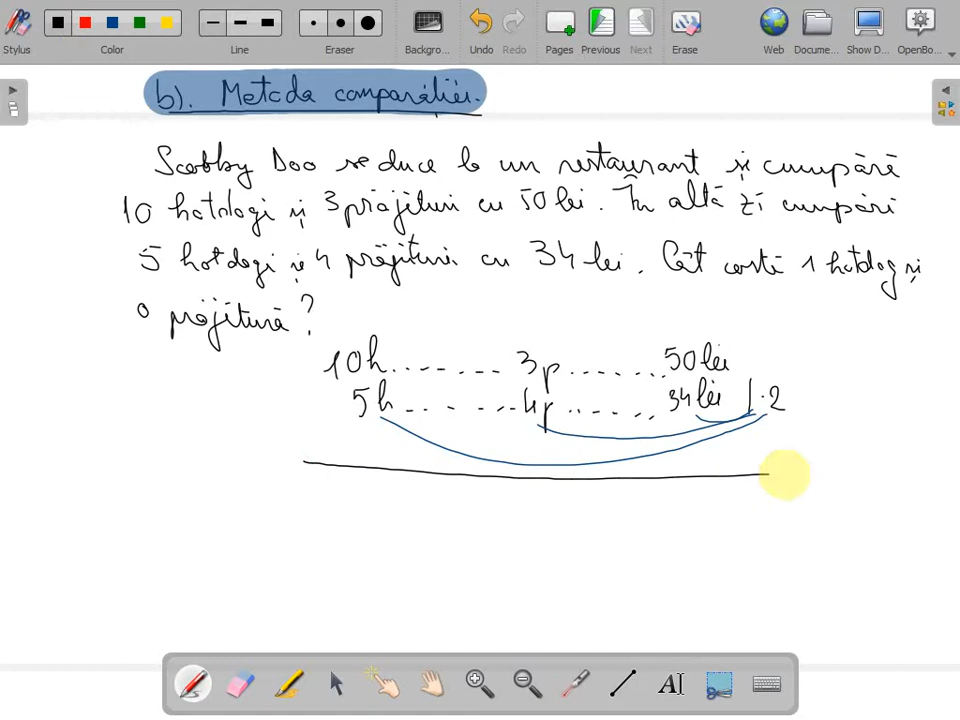 Stylus Color Line Eraser Backgro... Undo Redo Pages Previous Next Erase Web Docume... Show D... OpenBo...
b). Metoda comparației.
Scobby Doo se duce la un restaurant și cumpără
10 hotdogi și 3 prăjituri cu 50 lei. În altă zi cumpără
5 hotdogi și 4 prăjituri cu 34 lei. Cât costă 1 hotdog și
o prăjitură?
10h........ 3p ...... 50 lei
5h........ 4p ...... 34 lei | · 2